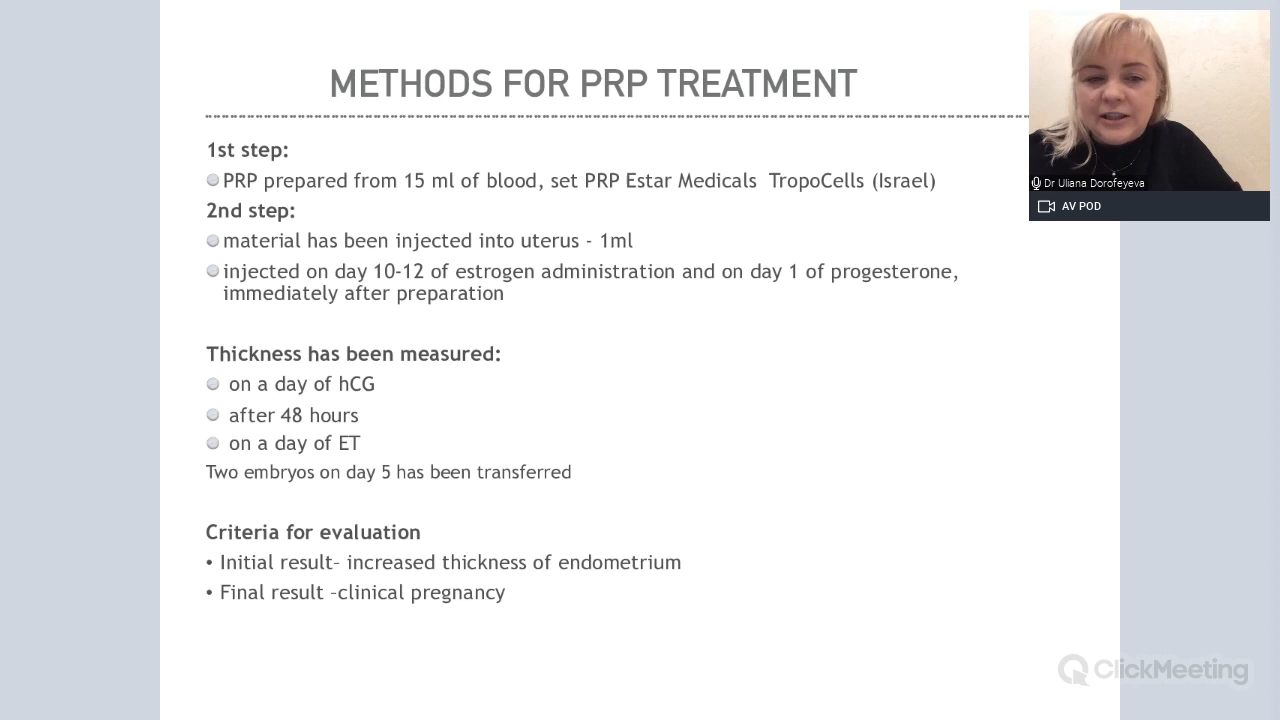 METHODS FOR PRP TREATMENT
1st step:
PRP prepared from 15 ml of blood, set PRP Estar Medicals TropoCells (Israel)
2nd step:
material has been injected into uterus - 1ml
injected on day 10-12 of estrogen administration and on day 1 of progesterone,
immediately after preparation
Thickness has been measured:
on a day of hCG
after 48 hours
on a day of ET
Two embryos on day 5 has been transferred
Criteria for evaluation
• Initial result– increased thickness of endometrium
• Final result –clinical pregnancy
Dr Uliana Dorofeyeva
AV POD
ClickMeeting